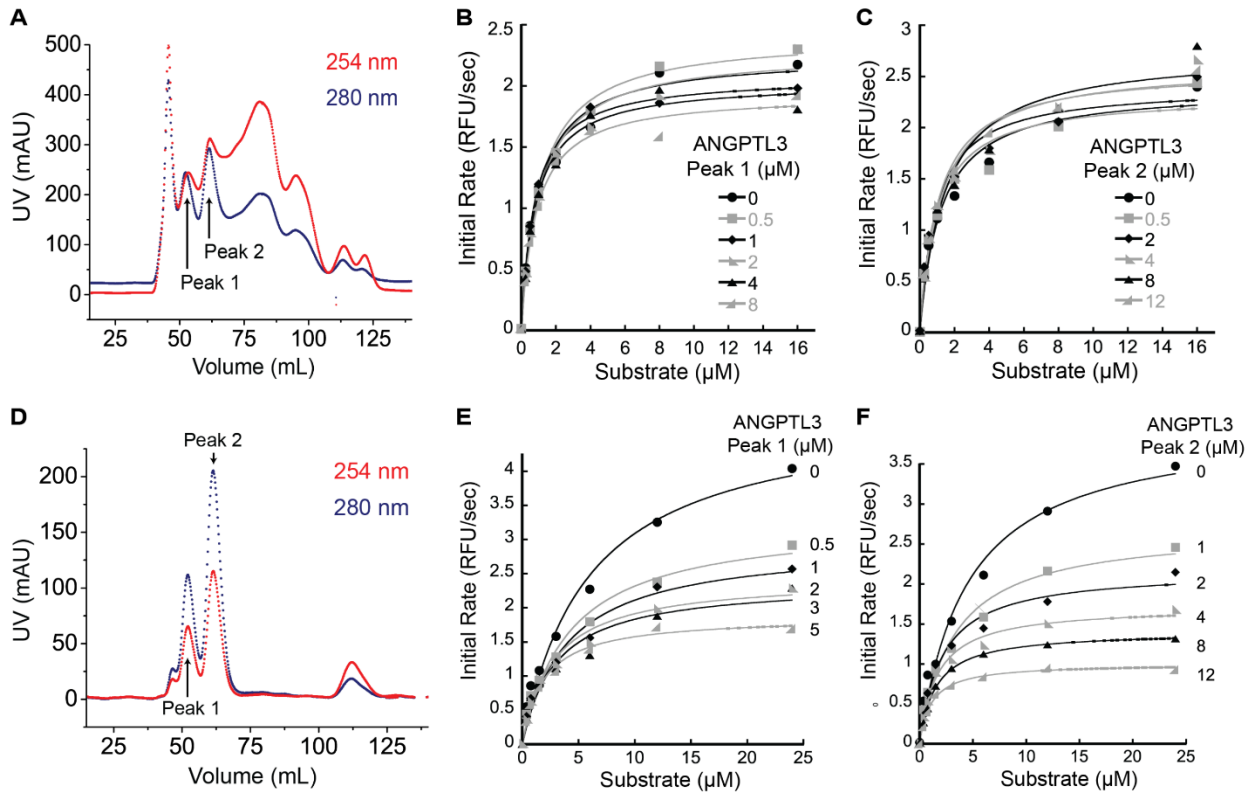 A
500
400
300
200
100
0
UV (mAU)
254 nm
280 nm
Peak 1
Peak 2
25
50
75
100
125
Volume (mL)
B
2.5
2
1.5
1
0.5
0
Initial Rate (RFU/sec)
ANGPTL3
Peak 1 (µM)
0
0.5
1
2
4
8
0 2 4 6 8 10 12 14 16
Substrate (µM)
C
3
2.5
2
1.5
1
0.5
0
Initial Rate (RFU/sec)
ANGPTL3
Peak 2 (µM)
0
0.5
2
4
8
12
0 2 4 6 8 10 12 14 16
Substrate (µM)
D
200
150
100
50
0
UV (mAU)
Peak 2
254 nm
280 nm
Peak 1
25
50
75
100
125
Volume (mL)
E
ANGPTL3
Peak 1 (µM)
4
3.5
3
2.5
2
1.5
1
0.5
0
Initial Rate (RFU/sec)
0
0.5
1
2
3
5
0 5 10 15 20 25
Substrate (µM)
F
ANGPTL3
Peak 2 (µM)
3.5
3
2.5
2
1.5
1
0.5
0
Initial Rate (RFU/sec)
0
1
2
4
8
12
0 5 10 15 20 25
Substrate (µM)